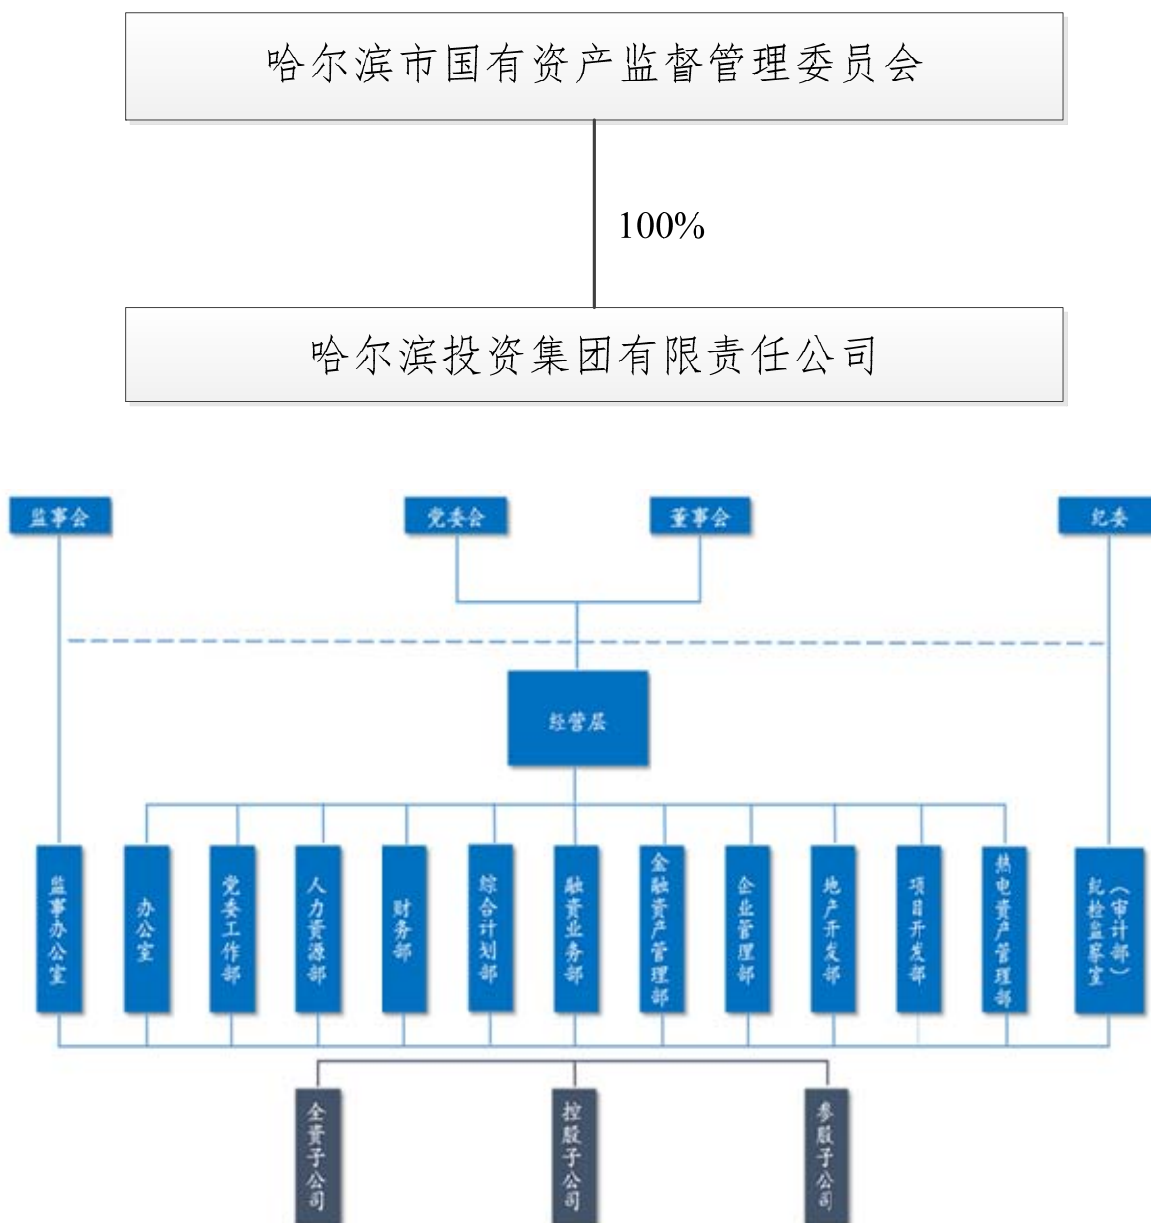 哈尔滨市国有资产监督管理委员会
100%
哈尔滨投资集团有限责任公司
监事会
党委会
董事会
纪委
经营层
监事办公室
办公室
党委工作部
人力资源部
财务部
综合计划部
融资业务部
金融资产管理部
企业管理部
地产开发部
项目开发部
热电资产管理部
（审计部）
纪检监察室
全资子公司
控股子公司
参股子公司